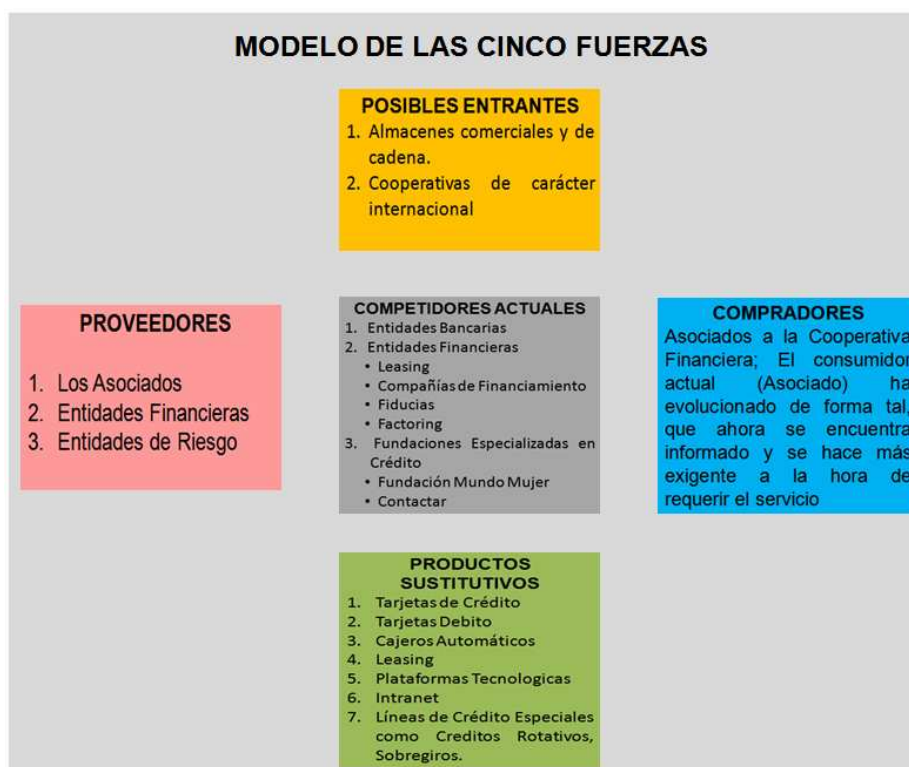 MODELO DE LAS CINCO FUERZAS
POSIBLES ENTRANTES
1. Almacenes comerciales y de
cadena.
2. Cooperativas de carácter
internacional
PROVEEDORES
1. Los Asociados
2. Entidades Financieras
3. Entidades de Riesgo
COMPETIDORES ACTUALES
1. Entidades Bancarias
2. Entidades Financieras
• Leasing
• Compañías de Financiamiento
• Fiducias
• Factoring
3. Fundaciones Especializadas en
Crédito
• Fundación Mundo Mujer
• Contactar
COMPRADORES
Asociados a la Cooperativa
Financiera; El consumidor
actual (Asociado) ha
evolucionado de forma tal,
que ahora se encuentra
informado y se hace más
exigente a la hora de
requerir el servicio
PRODUCTOS
SUSTITUTIVOS
1. Tarjetas de Crédito
2. Tarjetas Debito
3. Cajeros Automáticos
4. Leasing
5. Plataformas Tecnologicas
6. Intranet
7. Líneas de Crédito Especiales
como Creditos Rotativos,
Sobregiros.